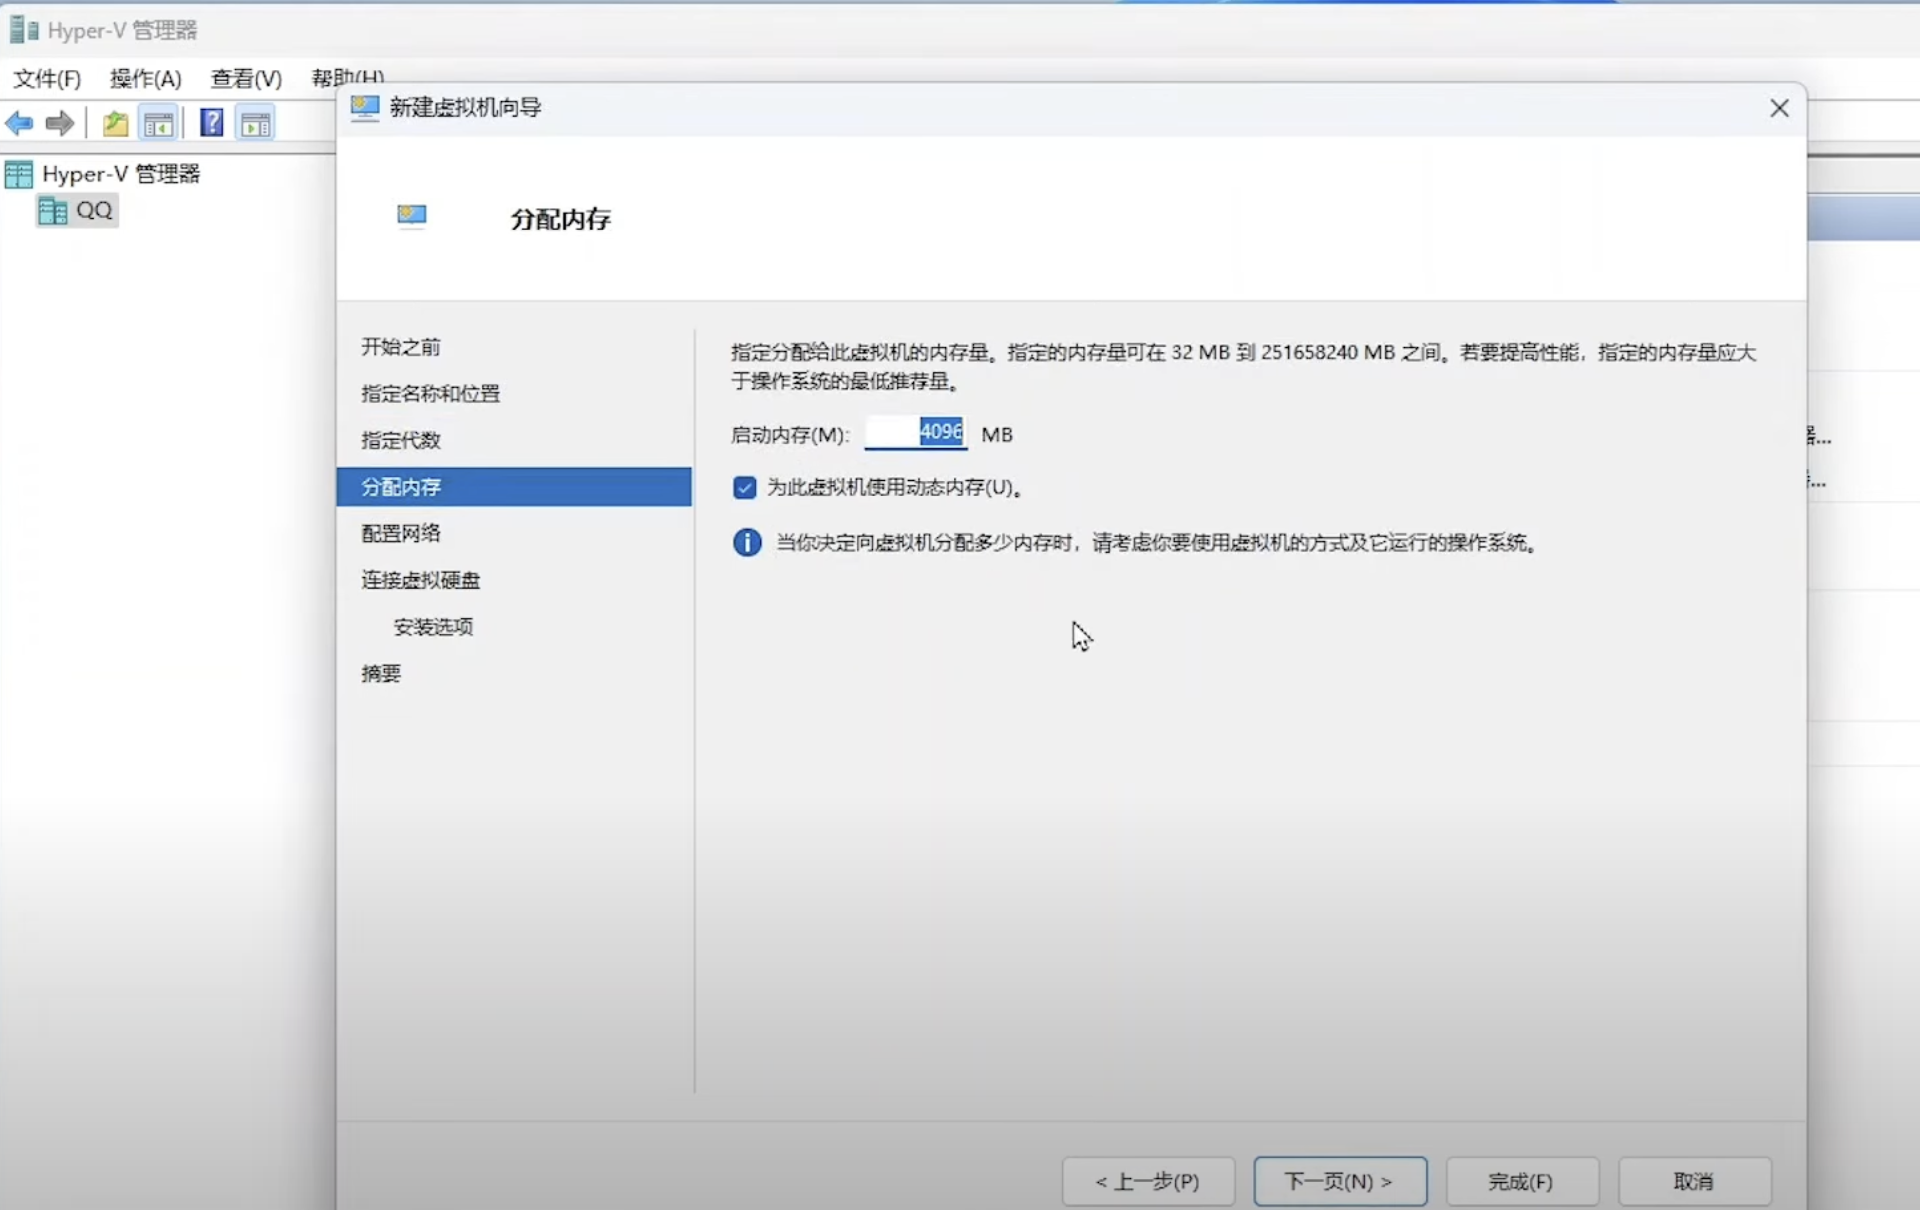 Hyper-V 管理器
文件(F) 操作(A) 查看(V) 帮助(H)
Hyper-V 管理器
QQ
新建虚拟机向导
分配内存
开始之前
指定名称和位置
指定代数
分配内存
配置网络
连接虚拟硬盘
安装选项
摘要
指定分配给此虚拟机的内存量。指定的内存量可在 32 MB 到 251658240 MB 之间。若要提高性能，指定的内存量应大
于操作系统的最低推荐量。
启动内存(M): 4096 MB
为此虚拟机使用动态内存(U)。
当你决定向虚拟机分配多少内存时，请考虑你要使用虚拟机的方式及它运行的操作系统。
< 上一步(P) 下一页(N) > 完成(F) 取消